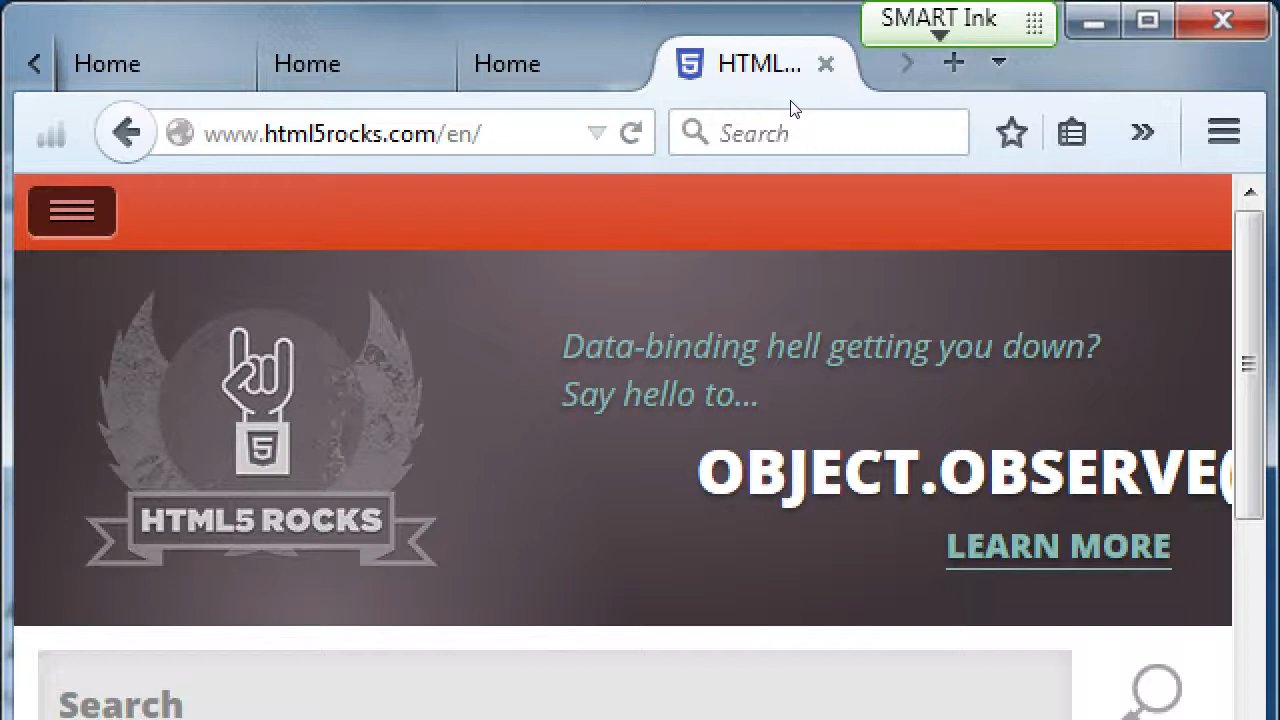 SMART Ink
Home
Home
Home
HTML...
www.html5rocks.com/en/
Search
Data-binding hell getting you down?
Say hello to...
OBJECT.OBSERVE(
LEARN MORE
5
HTML5 ROCKS
Search